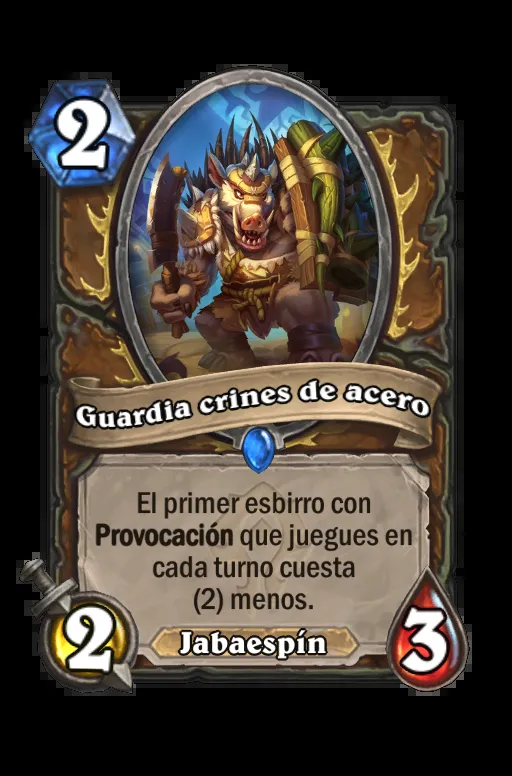 2
Guardia crines de acero
El primer esbirro con
Provocación que juegues en
cada turno cuesta
(2) menos.
2
Jabaespín
3